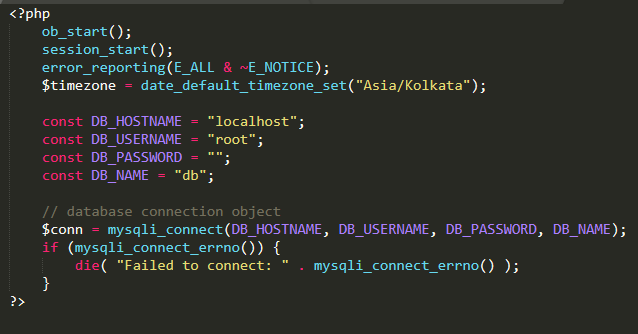 <?php
    ob_start();
    session_start();
    error_reporting(E_ALL & ~E_NOTICE);
    $timezone = date_default_timezone_set("Asia/Kolkata");

    const DB_HOSTNAME = "localhost";
    const DB_USERNAME = "root";
    const DB_PASSWORD = "";
    const DB_NAME = "db";

    // database connection object
    $conn = mysqli_connect(DB_HOSTNAME, DB_USERNAME, DB_PASSWORD, DB_NAME);
    if (mysqli_connect_errno()) {
        die( "Failed to connect: " . mysqli_connect_errno() );
    }
?>